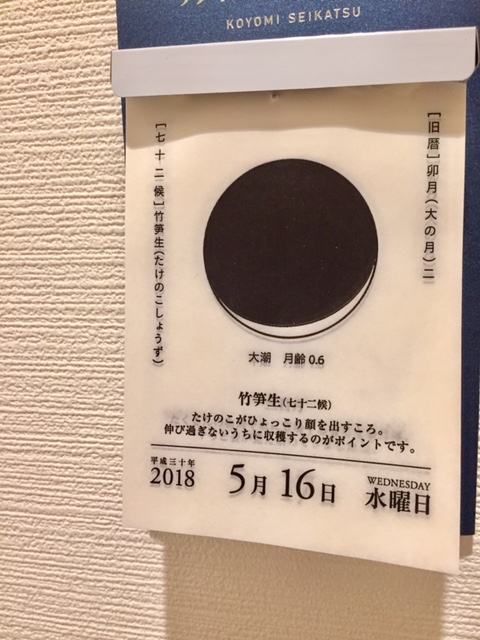 KOYOMI SEIKATSU
[旧暦]卯月(大の月)二
[七十二候]竹笋生(たけのこしょうず)
大潮 月齢 0.6
竹笋生(七十二候)
たけのこがひょっこり顔を出すころ。
伸び過ぎないうちに収穫するのがポイントです。
平成三十年
2018
5月 16日
WEDNESDAY
水曜日